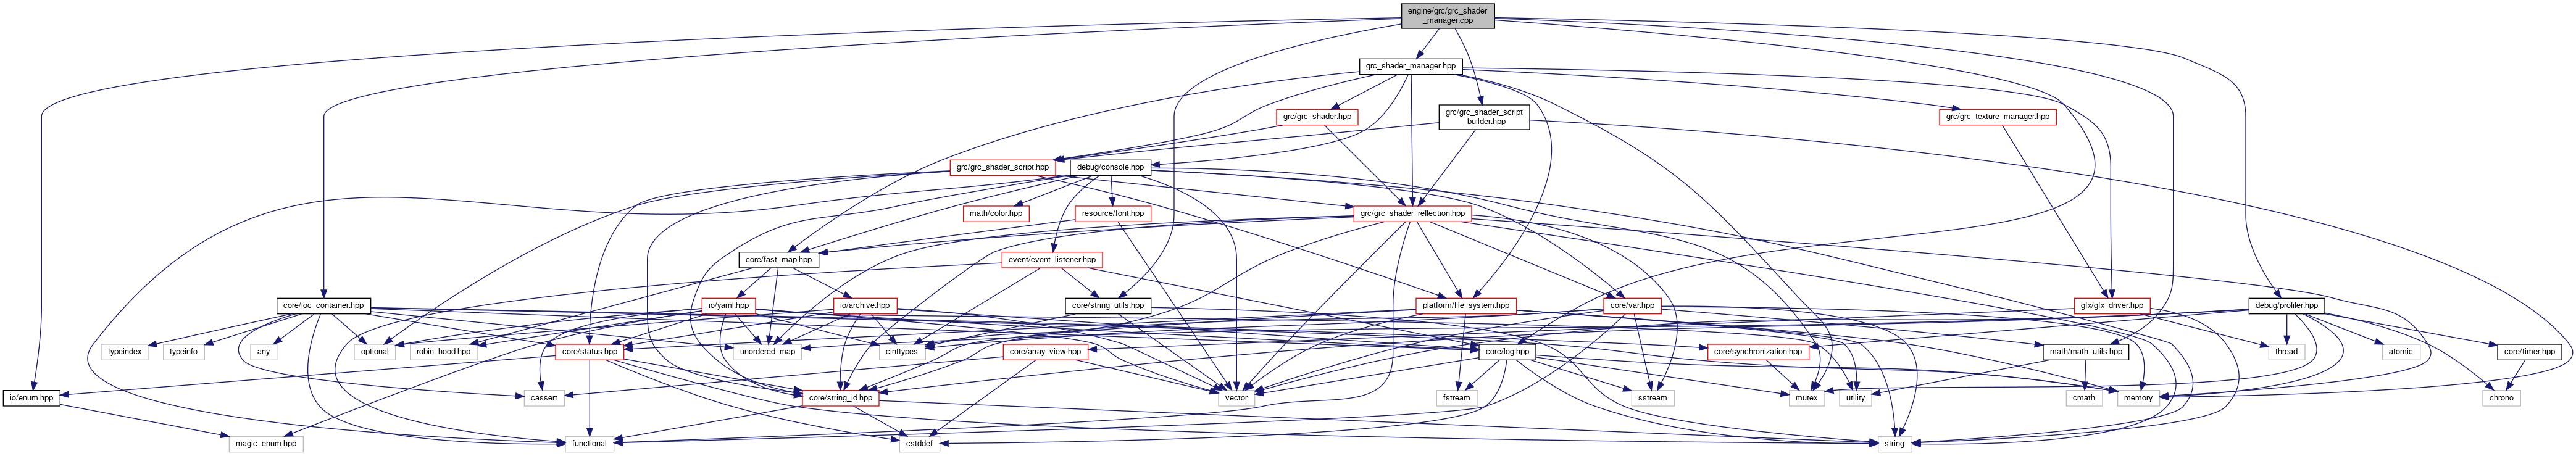 engine/grc/grc_shader
_manager.cpp
grc_shader_manager.hpp
grc/grc_shader.hpp
grc/grc_shader_script
_builder.hpp
grc/grc_texture_manager.hpp
grc/grc_shader_script.hpp
debug/console.hpp
math/color.hpp
resource/font.hpp
grc/grc_shader_reflection.hpp
core/fast_map.hpp
event/event_listener.hpp
core/ioc_container.hpp
io/yaml.hpp
io/archive.hpp
core/string_utils.hpp
platform/file_system.hpp
core/var.hpp
gfx/gfx_driver.hpp
debug/profiler.hpp
typeindex
typeinfo
any
optional
robin_hood.hpp
core/status.hpp
unordered_map
cinttypes
core/array_view.hpp
core/log.hpp
core/synchronization.hpp
math/math_utils.hpp
thread
atomic
core/timer.hpp
io/enum.hpp
cassert
core/string_id.hpp
vector
fstream
sstream
mutex
utility
cmath
memory
chrono
magic_enum.hpp
functional
cstddef
string